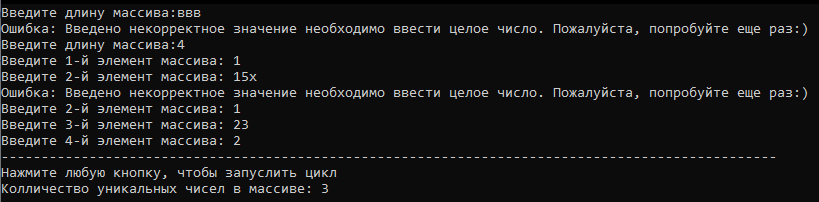 Введите длину массива:ввв
Ошибка: Введено некорректное значение необходимо ввести целое число. Пожалуйста, попробуйте еще раз:)
Введите длину массива:4
Введите 1-й элемент массива: 1
Введите 2-й элемент массива: 15х
Ошибка: Введено некорректное значение необходимо ввести целое число. Пожалуйста, попробуйте еще раз:)
Введите 2-й элемент массива: 1
Введите 3-й элемент массива: 23
Введите 4-й элемент массива: 2
-------------------------------------------------------------------------------------------------
Нажмите любую кнопку, чтобы запуслить цикл
Колличество уникальных чисел в массиве: 3